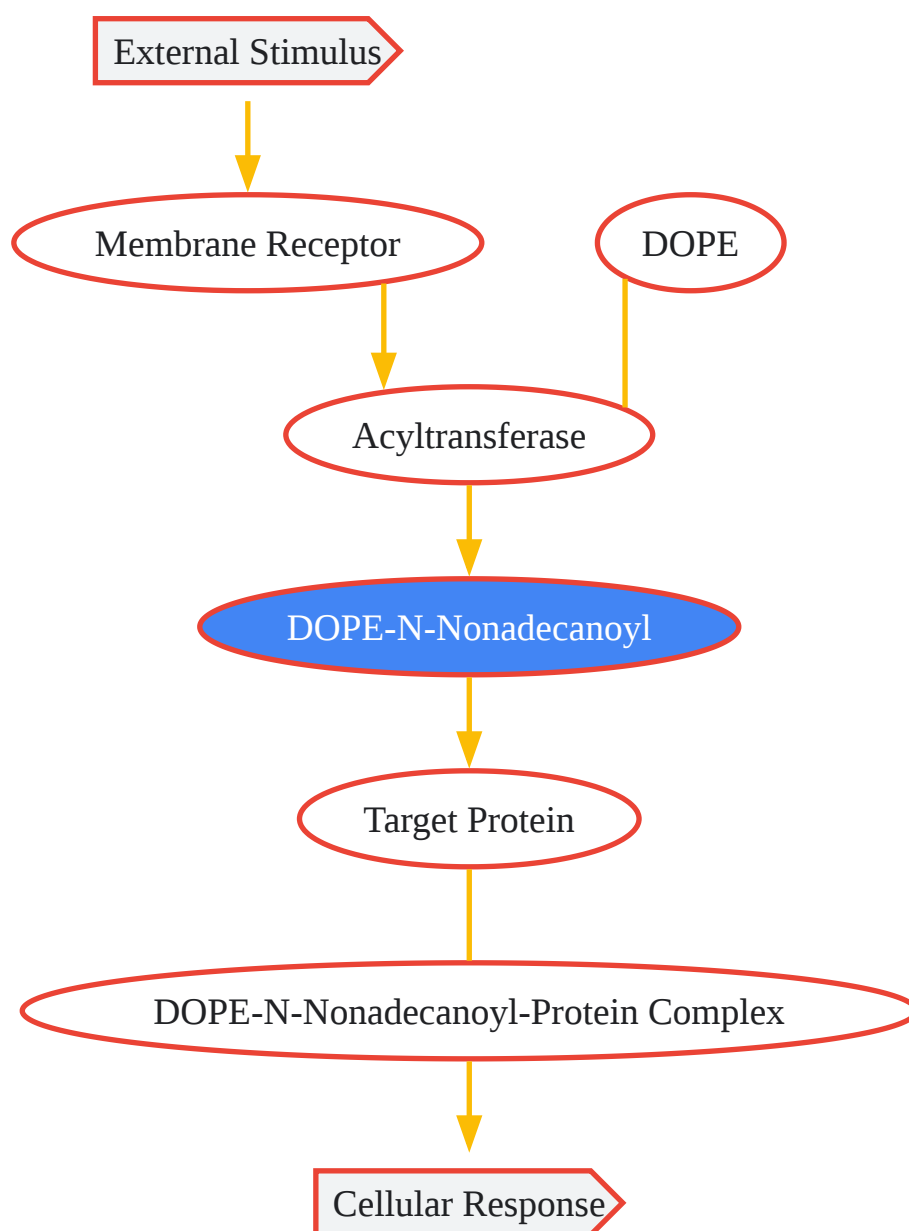 External Stimulus
Membrane Receptor
DOPE
Acyltransferase
DOPE-N-Nonadecanoyl
Target Protein
DOPE-N-Nonadecanoyl-Protein Complex
Cellular Response